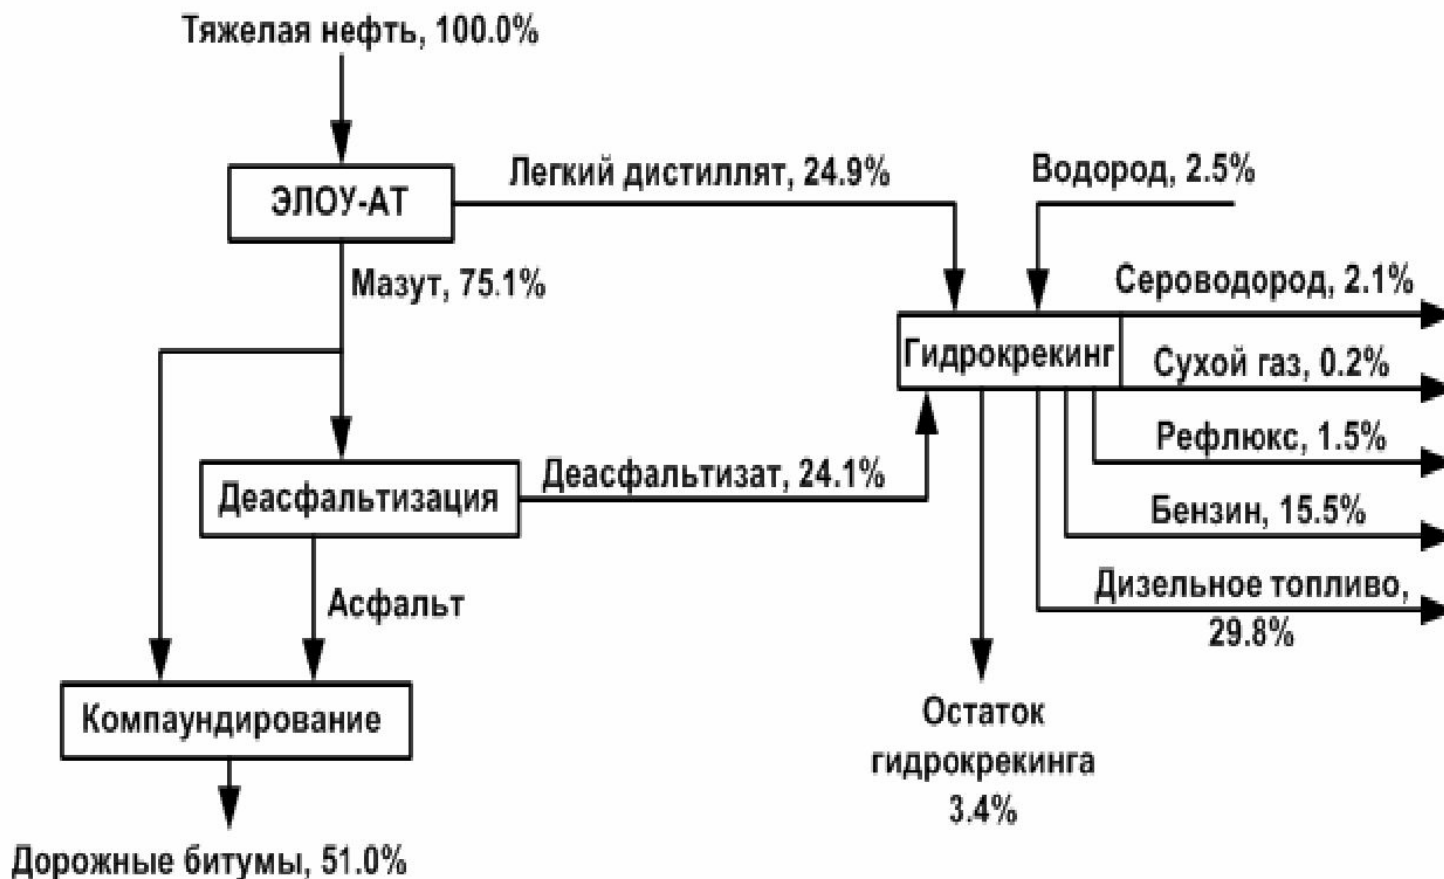 Тяжелая нефть, 100.0%
ЭЛОУ-АТ
Легкий дистиллят, 24.9%
Водород, 2.5%
Мазут, 75.1%
Сероводород, 2.1%
Гидрокрекинг
Сухой газ, 0.2%
Рефлюкс, 1.5%
Деасфальтизация
Деасфальтизат, 24.1%
Бензин, 15.5%
Асфальт
Дизельное топливо,
29.8%
Компаундирование
Остаток
гидрокрекинга
3.4%
Дорожные битумы, 51.0%